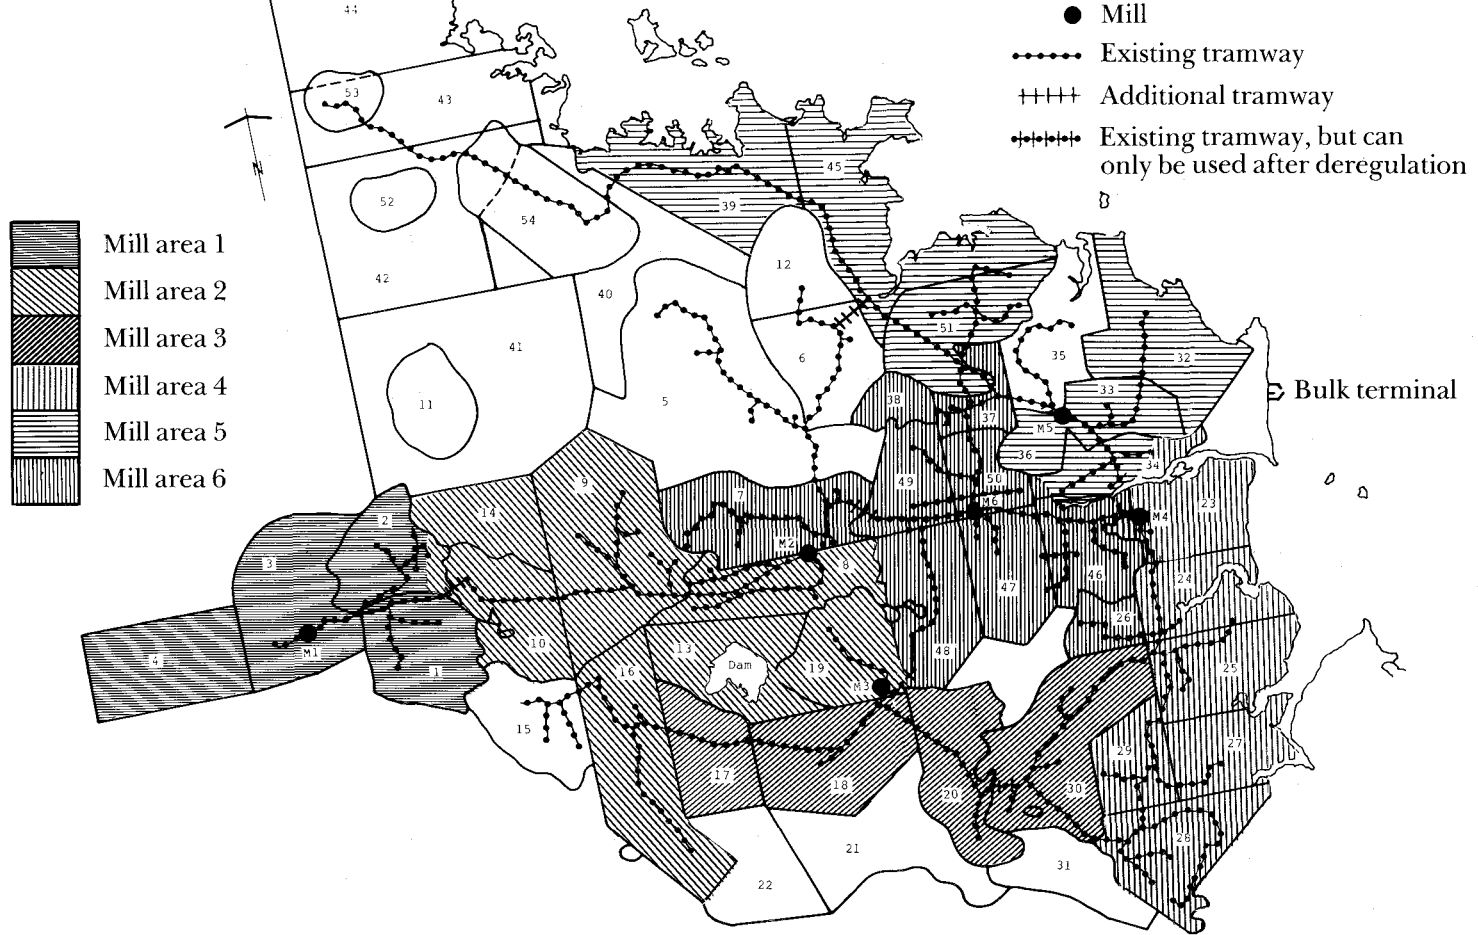 44
Mill
Existing tramway
53
43
Additional tramway
Existing tramway, but can
only be used after deregulation
45
N
52
39
54
Mill area 1
12
42
Mill area 2
40
51
Mill area 3
41
6
35
32
Mill area 4
33
Bulk terminal
11
5
38
37
Mill area 5
M5
36
34
Mill area 6
9
49
50
7
M6
23
14
2
M4
M2
3
8
46
24
47
26
10
13
48
M1
4
Dam
19
25
1
16
M3
15
29
27
17
18
20
30
28
21
31
22